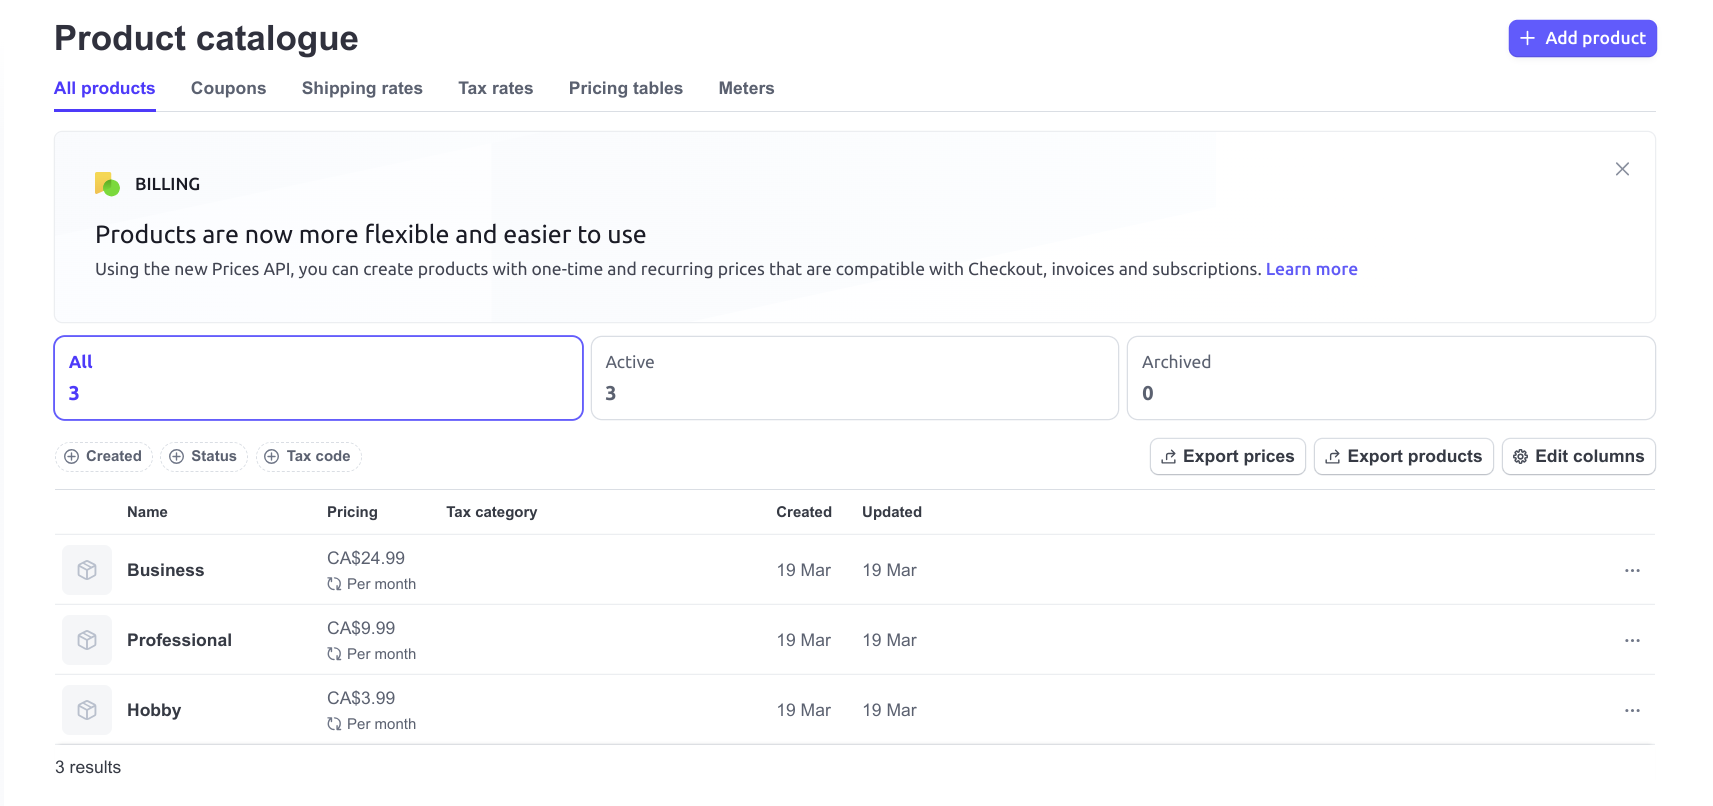 Product catalogue
Add product
All products Coupons Shipping rates Tax rates Pricing tables Meters
BILLING
Products are now more flexible and easier to use
Using the new Prices API, you can create products with one-time and recurring prices that are compatible with Checkout, invoices and subscriptions. Learn more
All
3
Active
3
Archived
0
Created Status Tax code
Export prices Export products Edit columns
Name Pricing Tax category Created Updated
Business CA$24.99 19 Mar 19 Mar
Per month
Professional CA$9.99 19 Mar 19 Mar
Per month
Hobby CA$3.99 19 Mar 19 Mar
Per month
3 results